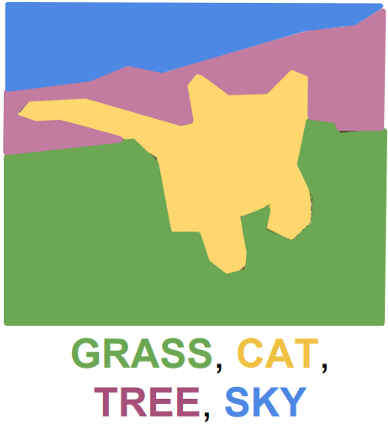 GRASS, CAT,
TREE, SKY